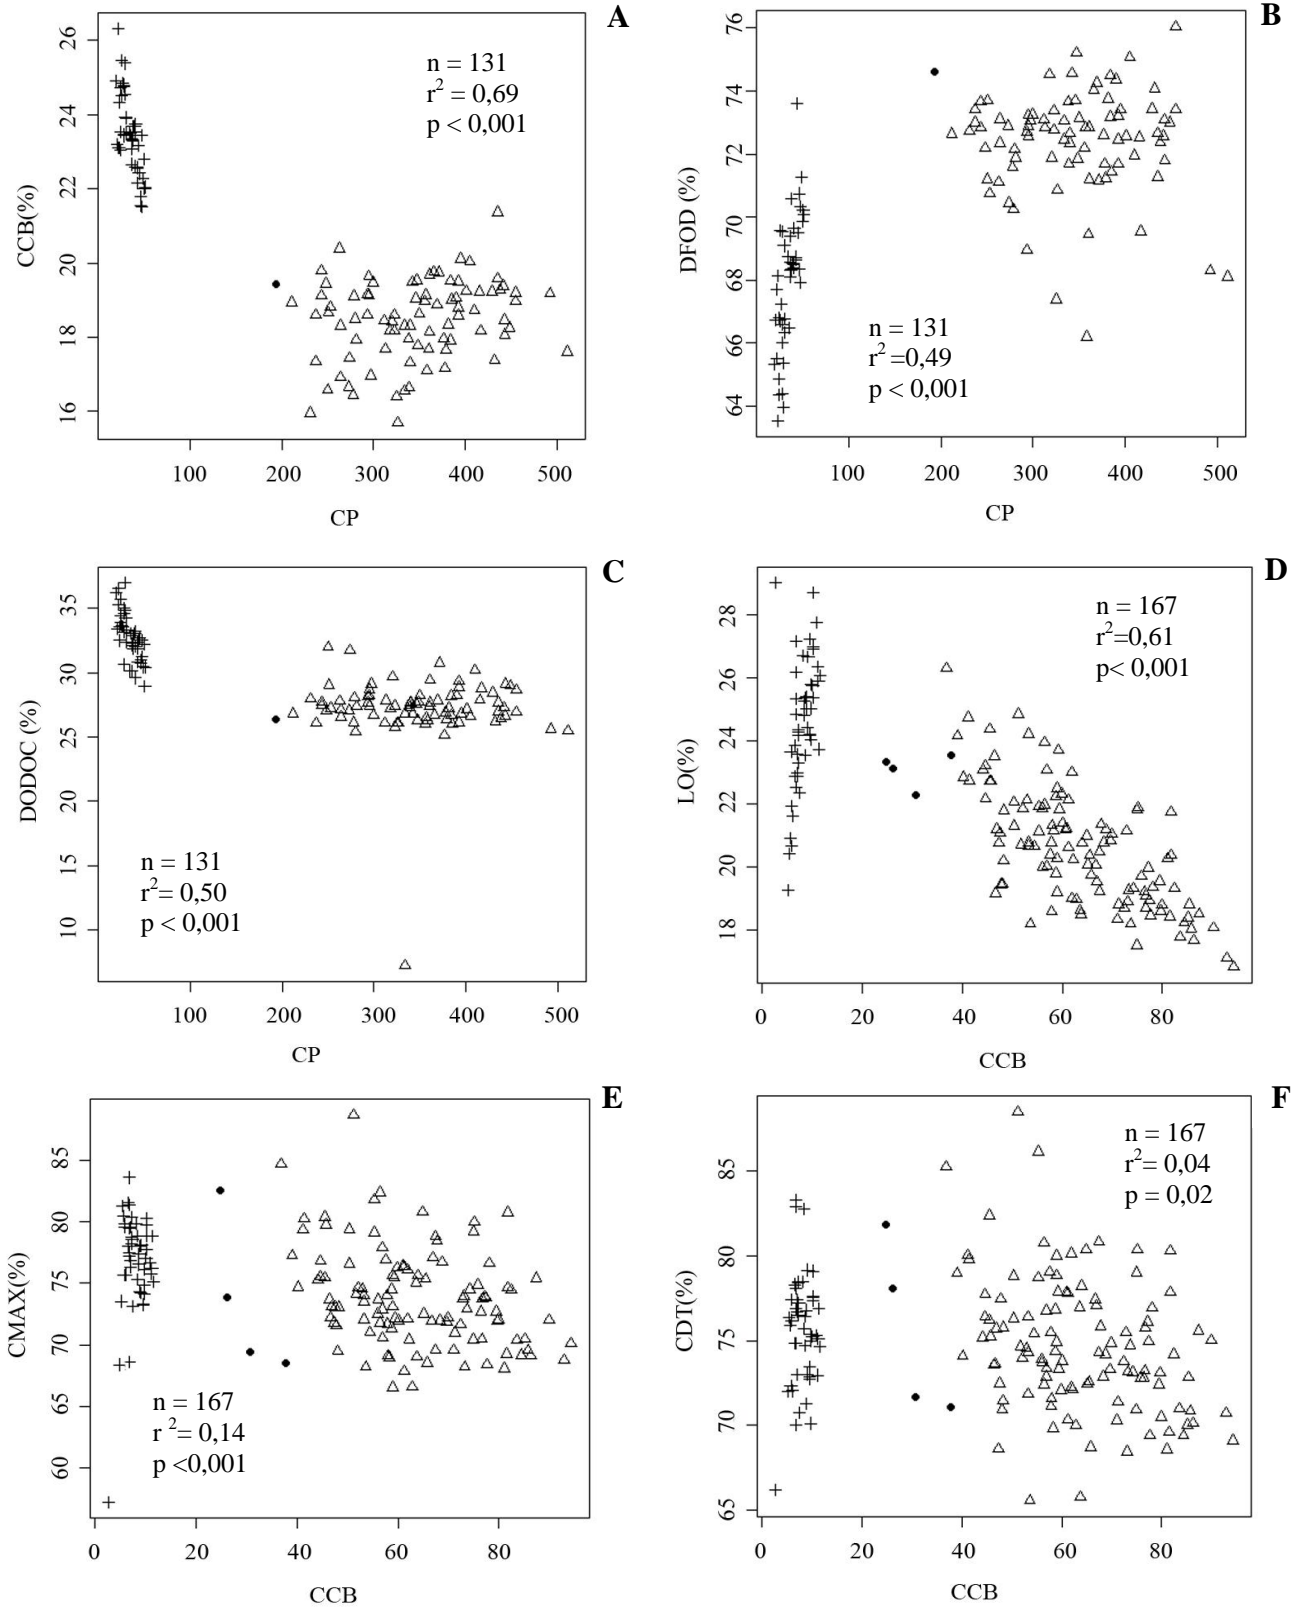 A
CCB(%)
26
24
22
20
18
16
n = 131
r2 = 0,69
p < 0,001
100 200 300 400 500
CP
B
DFOD (%)
76
74
72
70
68
66
64
n = 131
r2 =0,49
p < 0,001
100 200 300 400 500
CP
C
DODOC (%)
35
30
25
20
15
10
n = 131
r2= 0,50
p < 0,001
100 200 300 400 500
CP
D
LO(%)
28
26
24
22
20
18
n = 167
r2=0,61
p< 0,001
0 20 40 60 80
CCB
E
CMAX(%)
85
80
75
70
65
60
n = 167
r 2= 0,14
p <0,001
0 20 40 60 80
CCB
F
CDT(%)
85
80
75
70
65
n = 167
r2= 0,04
p = 0,02
0 20 40 60 80
CCB